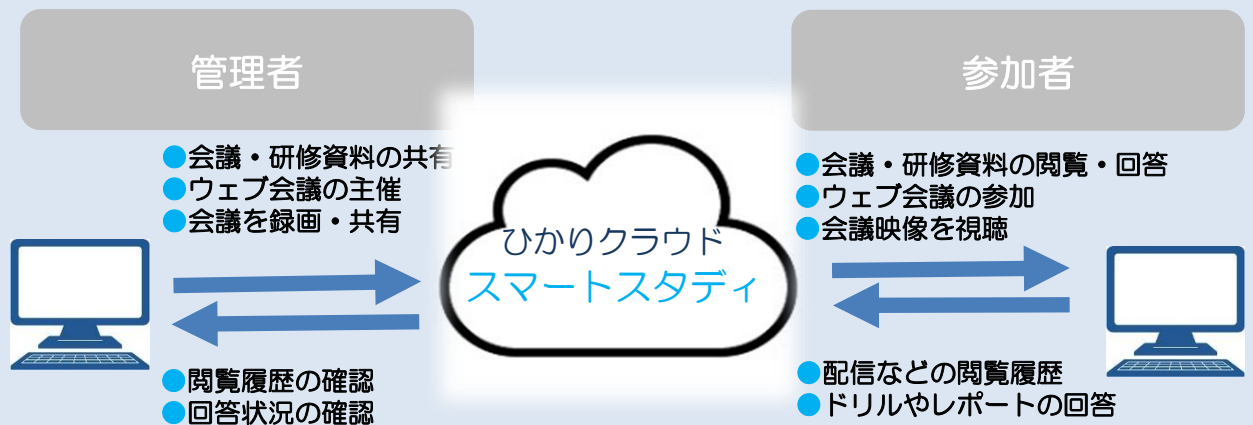 管理者
●会議・研修資料の共有
●ウェブ会議の主催
●会議を録画・共有
●閲覧履歴の確認
●回答状況の確認
ひかりクラウド
スマートスタディ
参加者
●会議・研修資料の閲覧・回答
●ウェブ会議の参加
●会議映像を視聴
●配信などの閲覧履歴
●ドリルやレポートの回答